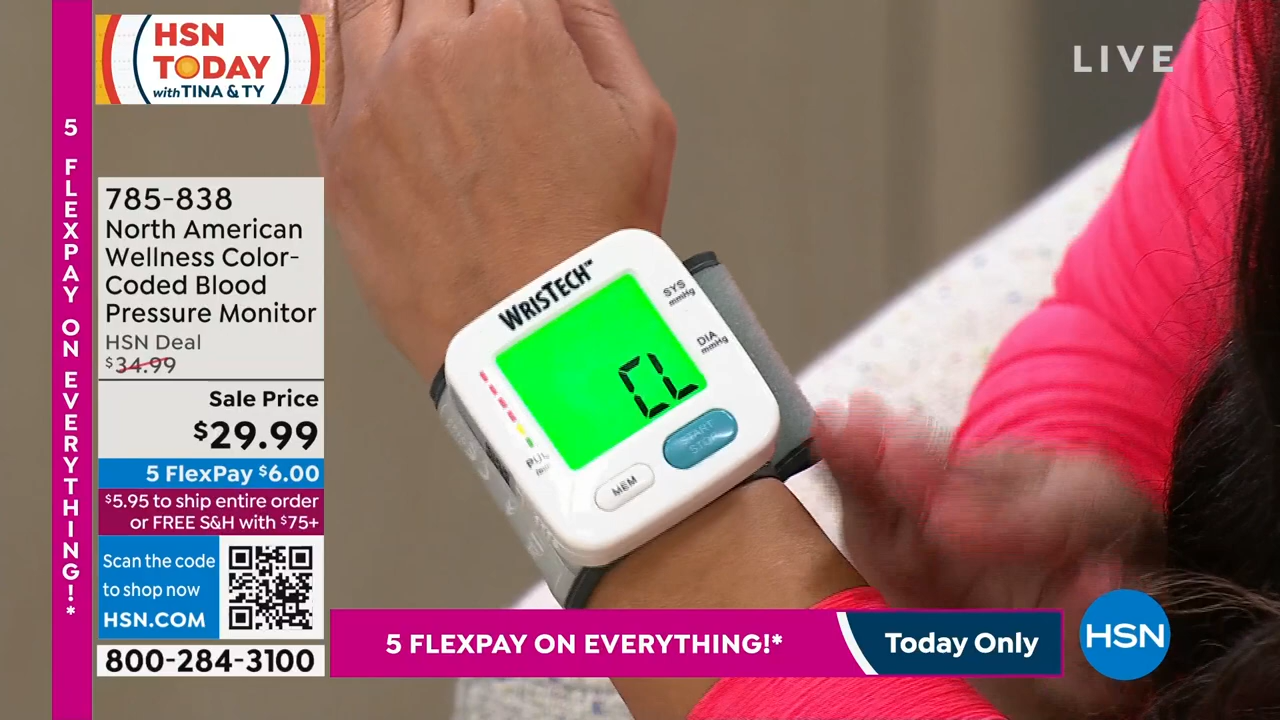 5 FLEXPAY ON EVERYTHING!*
HSN
TODAY
with TINA & TY
785-838
North American
Wellness Color-
Coded Blood
Pressure Monitor
HSN Deal
$34.99
Sale Price
$29.99
5 FlexPay $6.00
$5.95 to ship entire order
or FREE S&H with $75+
Scan the code
to shop now
HSN.COM
800-284-3100
LIVE
WRISTECH™
SYS
mmHg
DIA
mmHg
START
MEM
5 FLEXPAY ON EVERYTHING!*
Today Only
HSN